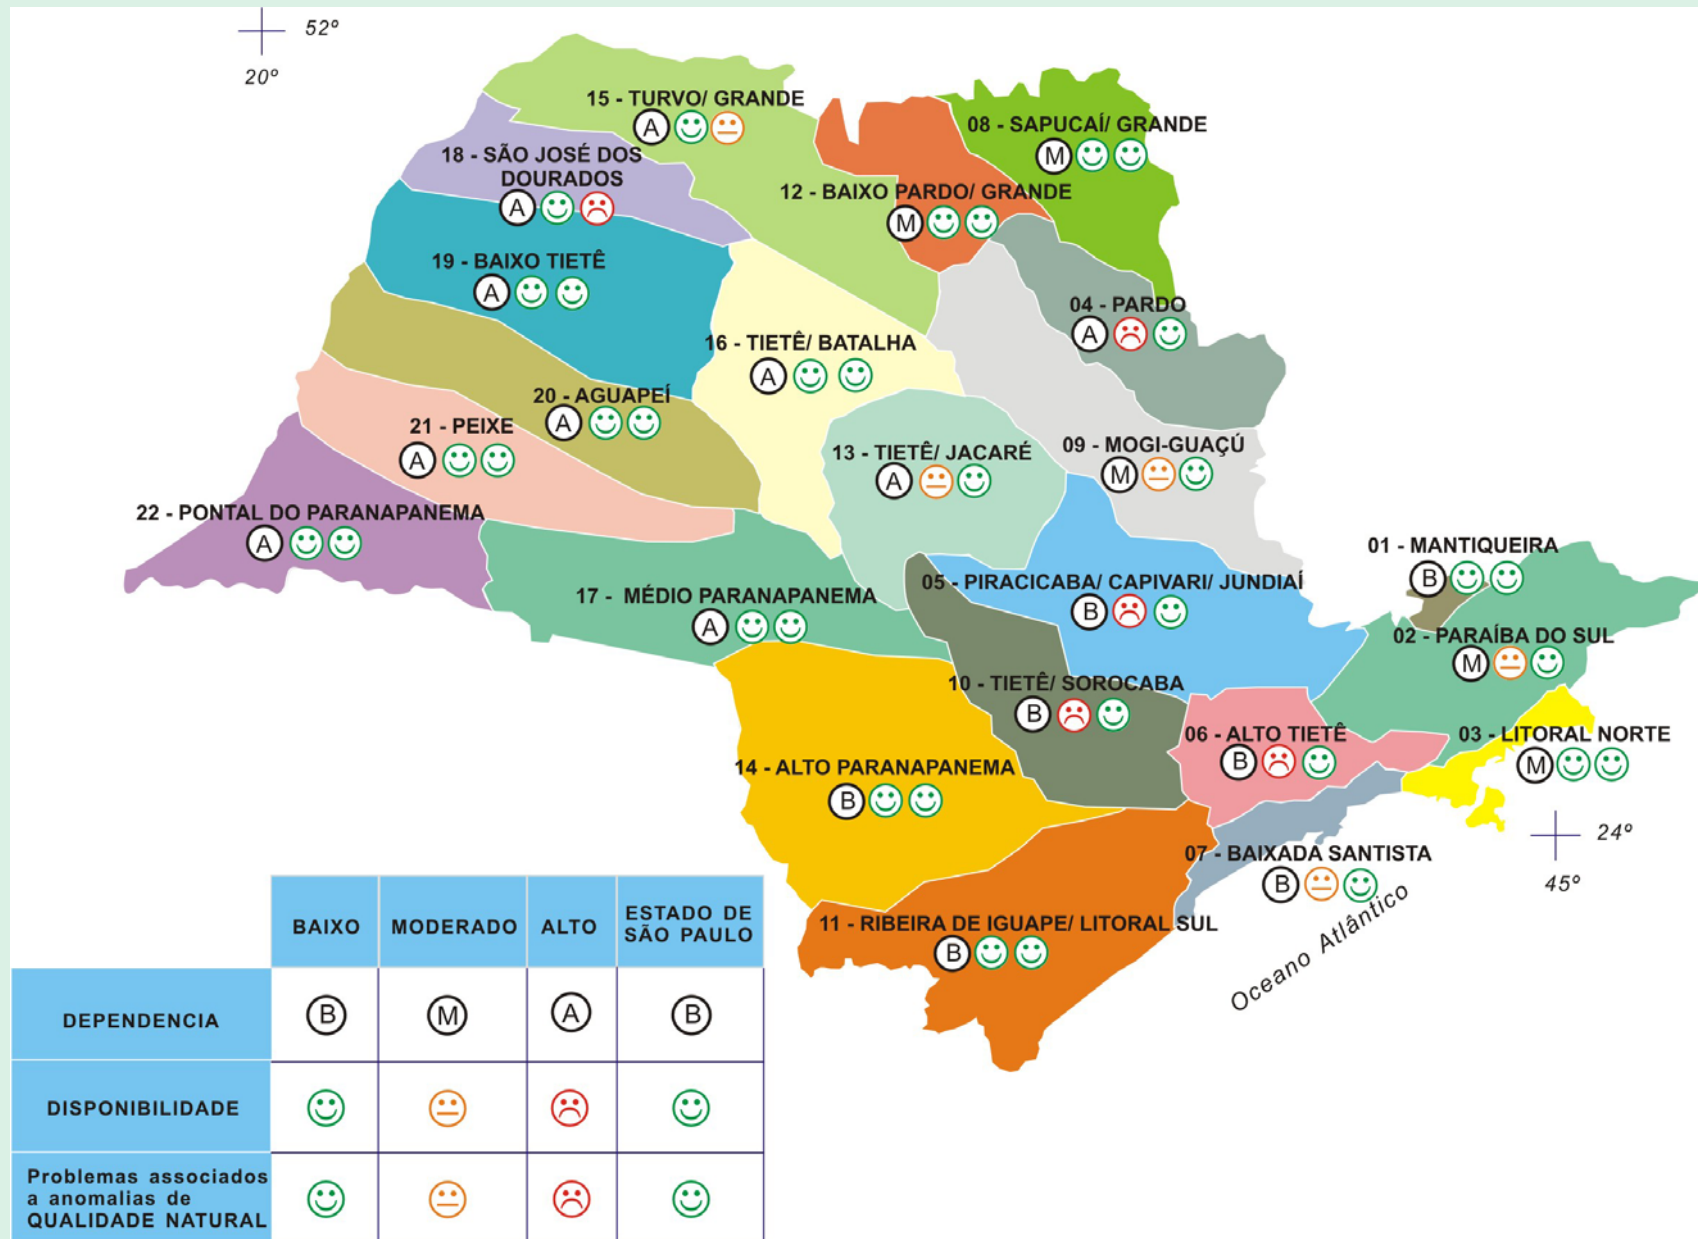 52º
20º
15 - TURVO/ GRANDE
A
08 - SAPUCAÍ/ GRANDE
M
18 - SÃO JOSÉ DOS
DOURADOS
A
12 - BAIXO PARDO/ GRANDE
M
19 - BAIXO TIETÊ
A
04 - PARDO
A
16 - TIETÊ/ BATALHA
A
20 - AGUAPEÍ
A
21 - PEIXE
A
13 - TIETÊ/ JACARÉ
A
09 - MOGI-GUAÇÚ
M
22 - PONTAL DO PARANAPANEMA
A
01 - MANTIQUEIRA
B
17 - MÉDIO PARANAPANEMA
A
05 - PIRACICABA/ CAPIVARI/ JUNDIAÍ
B
02 - PARAÍBA DO SUL
M
10 - TIETÊ/ SOROCABA
B
06 - ALTO TIETÊ
B
03 - LITORAL NORTE
M
14 - ALTO PARANAPANEMA
B
24º
45º
07 - BAIXADA SANTISTA
B
11 - RIBEIRA DE IGUAPE/ LITORAL SUL
B
Oceano Atlântico
BAIXO MODERADO ALTO ESTADO DE
SÃO PAULO
DEPENDENCIA B M A B
DISPONIBILIDADE
Problemas associados
a anomalias de
QUALIDADE NATURAL